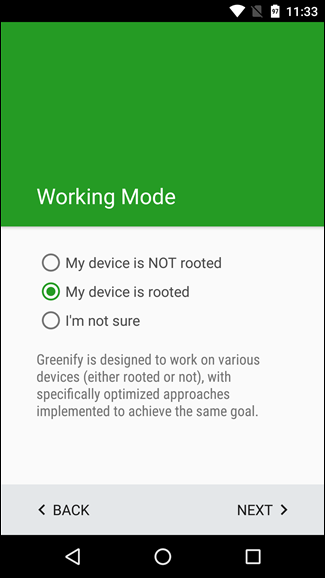 97 11:33
Working Mode
My device is NOT rooted
My device is rooted
I'm not sure
Greenify is designed to work on various
devices (either rooted or not), with
specifically optimized approaches
implemented to achieve the same goal.
BACK NEXT